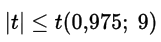 |t| ≤ t(0,975; 9)